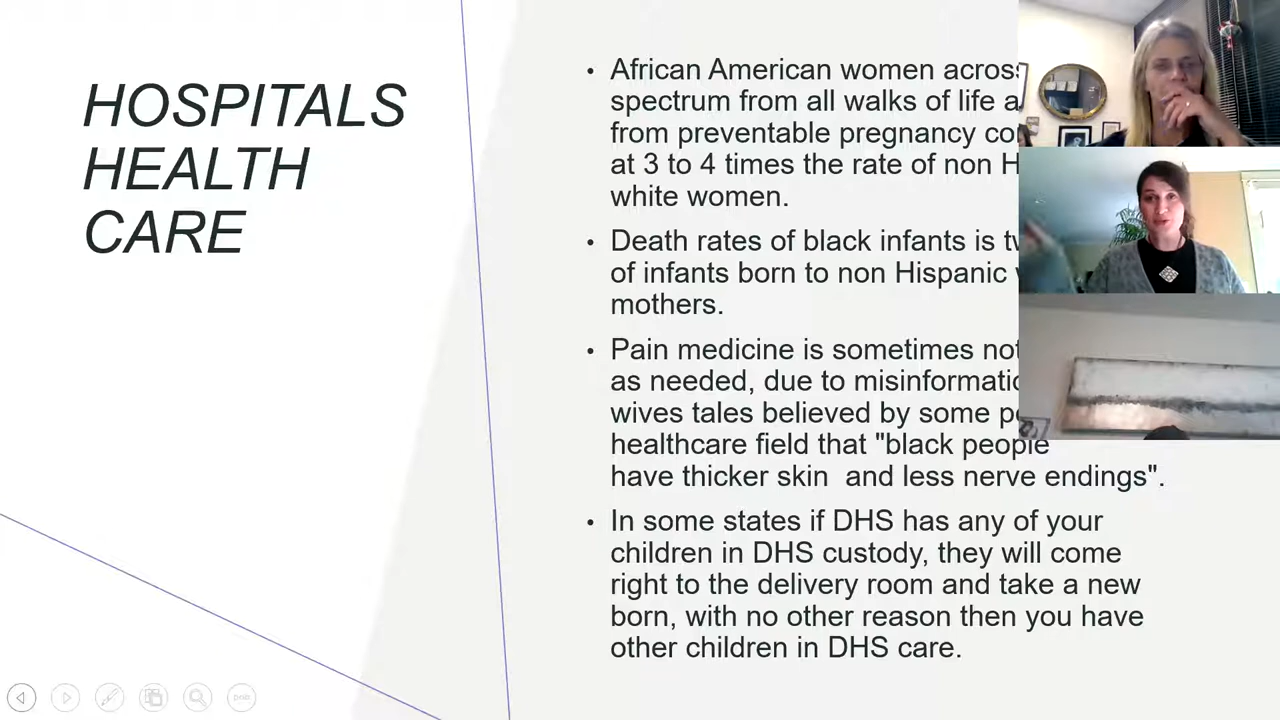 HOSPITALS
HEALTH
CARE
• African American women across
spectrum from all walks of life
from preventable pregnancy
at 3 to 4 times the rate of non
white women.
• Death rates of black infants is
of infants born to non Hispanic
mothers.
• Pain medicine is sometimes not
as needed, due to
wives tales believed by some
healthcare field that "black people
have thicker skin and less nerve endings".
• In some states if DHS has any of your
children in DHS custody, they will come
right to the delivery room and take a new
born, with no other reason then you have
other children in DHS care.